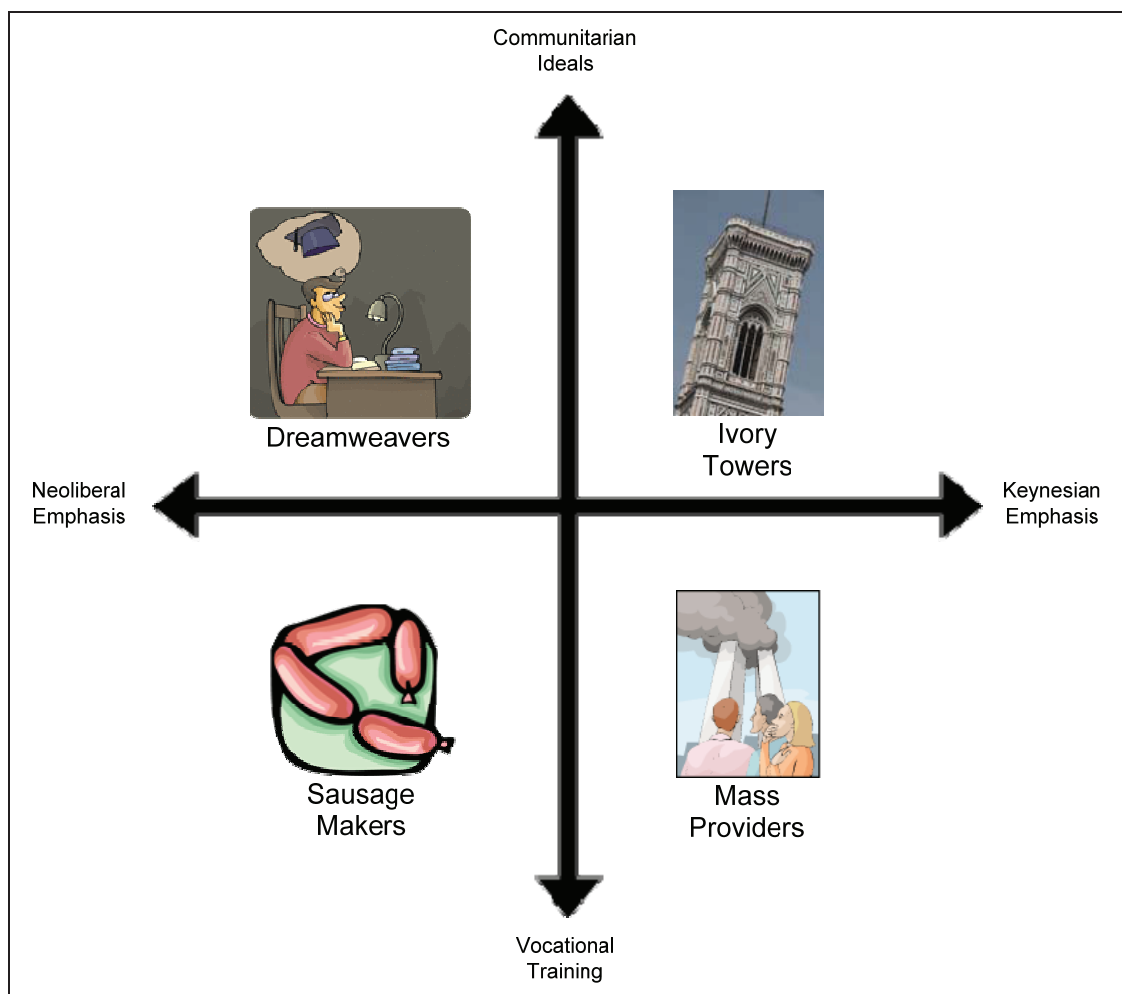 Communitarian
Ideals
Dreamweavers
Ivory
Towers
Neoliberal
Emphasis
Keynesian
Emphasis
Sausage
Makers
Mass
Providers
Vocational
Training